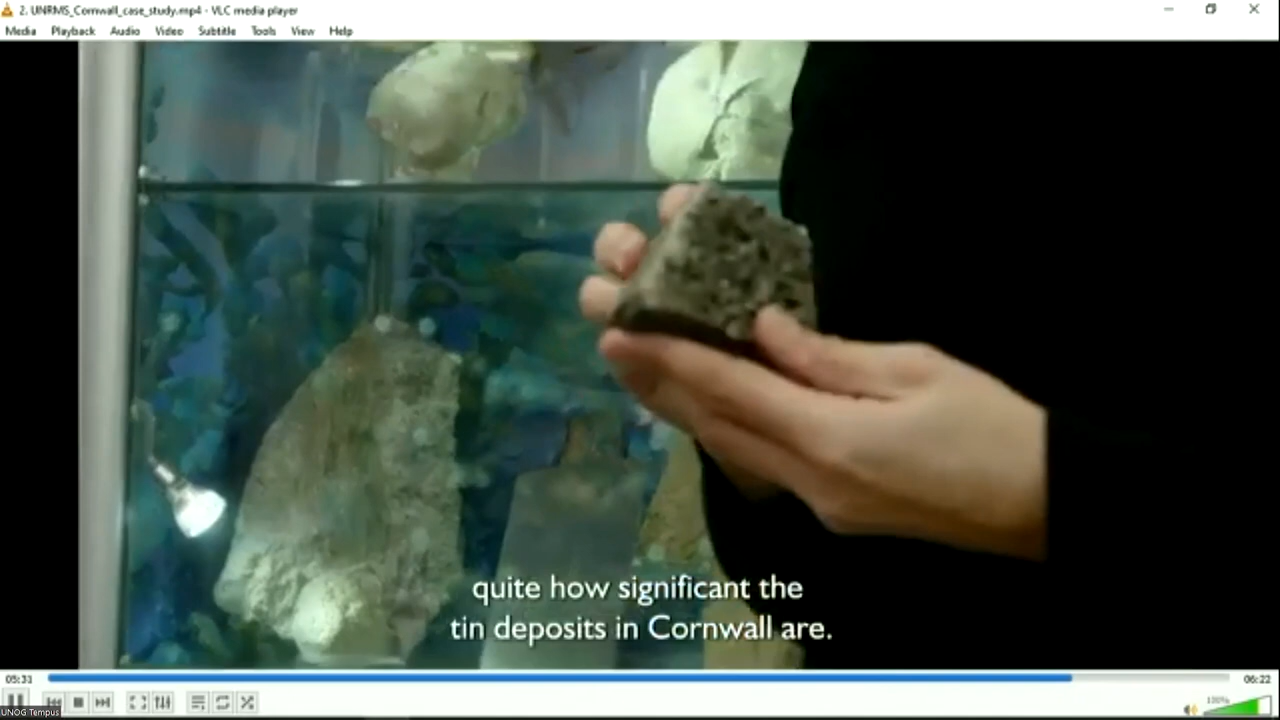 2. UNRMS_Cornwall_case_study.mp4 - VLC media player
Media Playback Audio Video Subtitle Tools View Help
quite how significant the
tin deposits in Cornwall are.
05:31
06:22
100%
UNOG Tempus